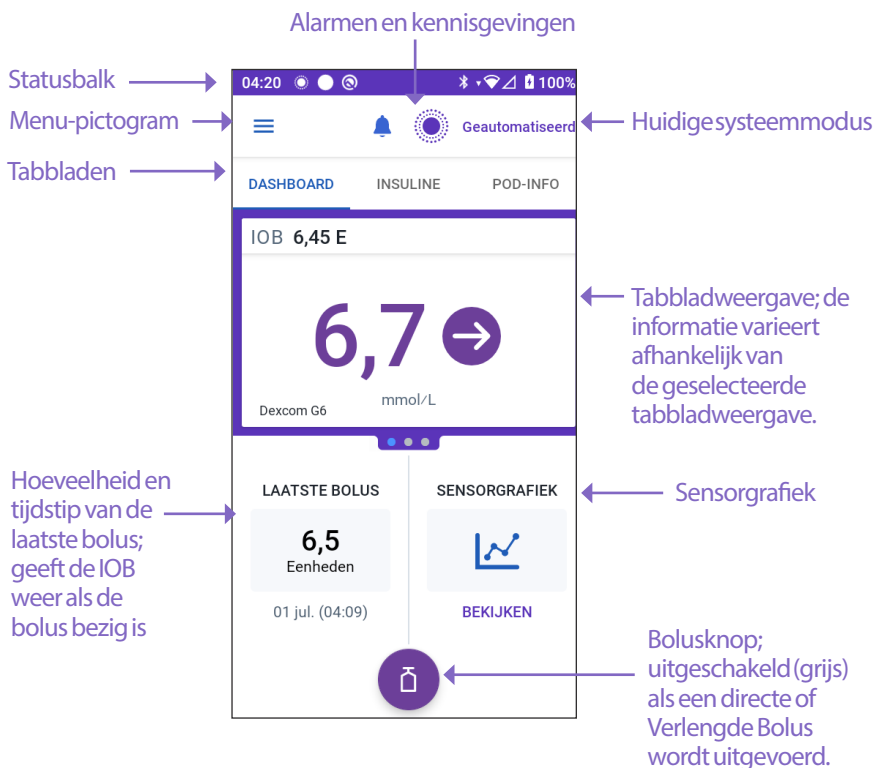 Alarmen en kennisgevingen
Statusbalk
04:20
100%
Menu-pictogram
Geautomatiseerd
Huidige systeemmodus
Tabbladen
DASHBOARD
INSULINE
POD-INFO
IOB 6,45 E
6,7
mmol/L
Dexcom G6
Tabbladweergave; de
informatie varieert
afhankelijk van
de geselecteerde
tabbladweergave.
Hoeveelheid en
tijdstip van de
laatste bolus;
geeft de IOB
weer als de
bolus bezig is
LAATSTE BOLUS
6,5
Eenheden
01 jul. (04:09)
SENSORGRAFIEK
BEKIJKEN
Sensorgrafiek
Bolusknop;
uitgeschakeld (grijs)
als een directe of
Verlengde Bolus
wordt uitgevoerd.